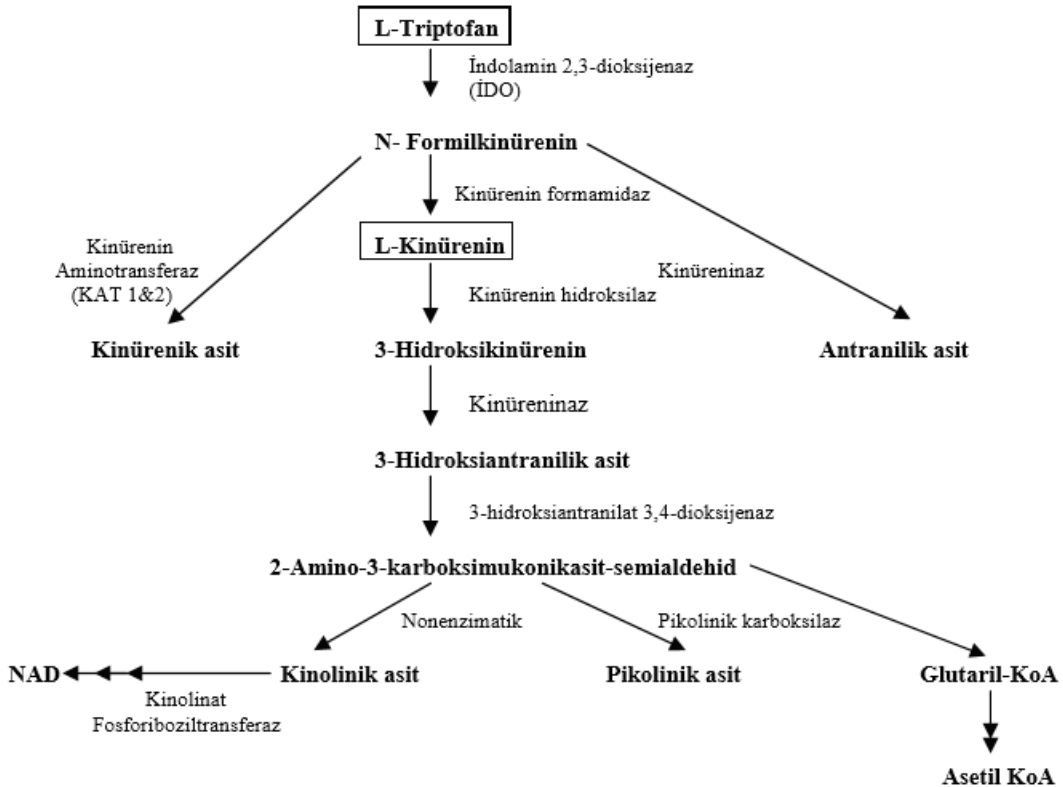 L-Triptofan
İndolamin 2,3-dioksijenaz
(İDO)
N- Formilkinürenin
Kinürenin formamidaz
L-Kinürenin
Kinürenin
Aminotransferaz
(KAT 1&2)
Kinüreninaz
Kinürenin hidroksilaz
Kinürenik asit
3-Hidroksikinürenin
Antranilik asit
Kinüreninaz
3-Hidroksiantranilik asit
3-hidroksiantranilat 3,4-dioksijenaz
2-Amino-3-karboksimukonikasit-semialdehid
Nonenzimatik
Pikolinik karboksilaz
NAD
Kinolinik asit
Pikolinik asit
Glutaril-KoA
Kinolinat
Fosforiboziltransferaz
Asetil KoA